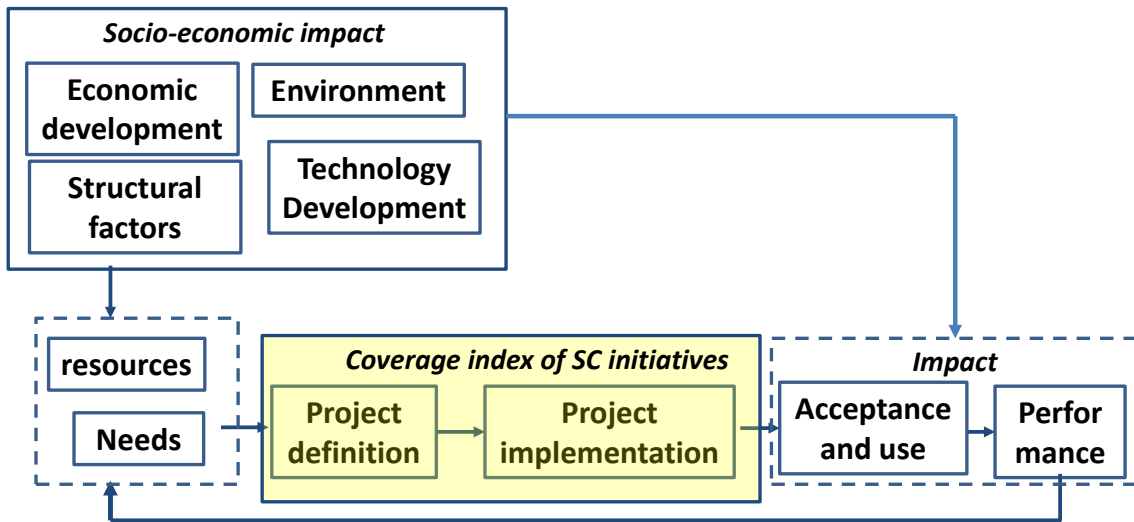 Socio-economic impact
Economic
development
Environment
Structural
factors
Technology
Development
resources
Needs
Coverage index of SC initiatives
Project
definition
Project
implementation
Impact
Acceptance
and use
Perfor
mance